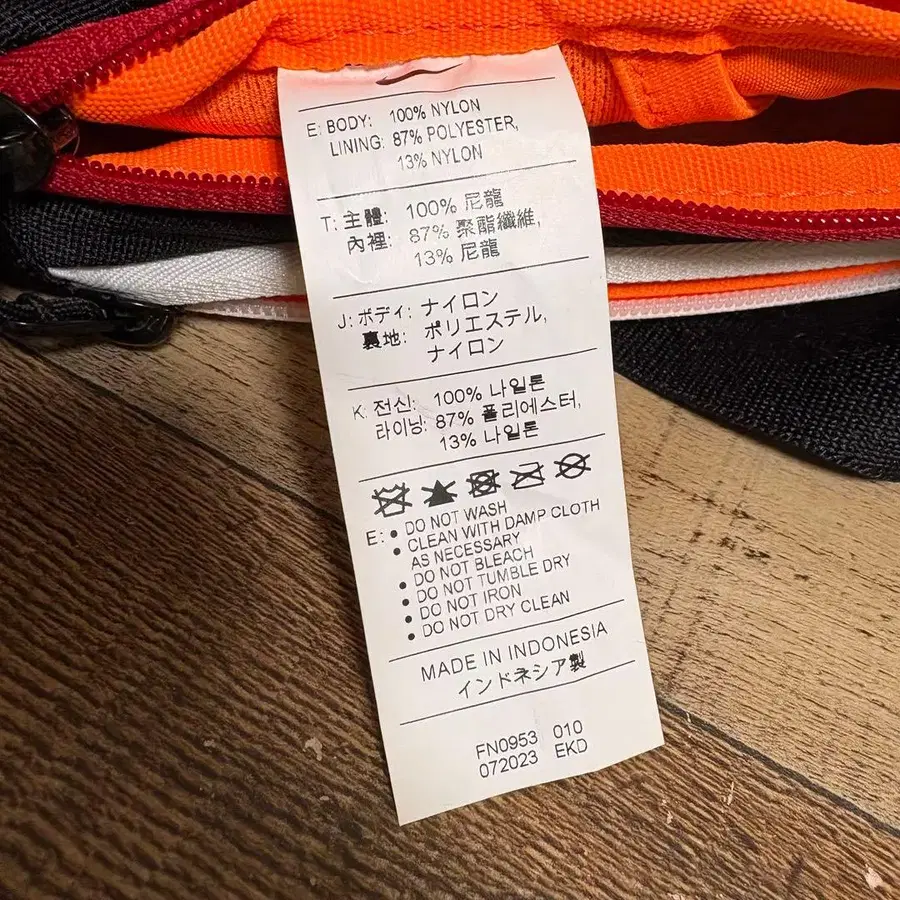 E: BODY: 100% NYLON
LINING: 87% POLYESTER,
13% NYLON
T: 主體: 100% 尼龍
內裡: 87% 聚酯纖維,
13% 尼龍
J: ボディ: ナイロン
裏地: ポリエステル,
ナイロン
K: 전신: 100% 나일론
라이닝: 87% 폴리에스터,
13% 나일론
E: • DO NOT WASH
• CLEAN WITH DAMP CLOTH
AS NECESSARY
• DO NOT BLEACH
• DO NOT TUMBLE DRY
• DO NOT IRON
• DO NOT DRY CLEAN
MADE IN INDONESIA
インドネシア製
FN0953 010
072023 EKD